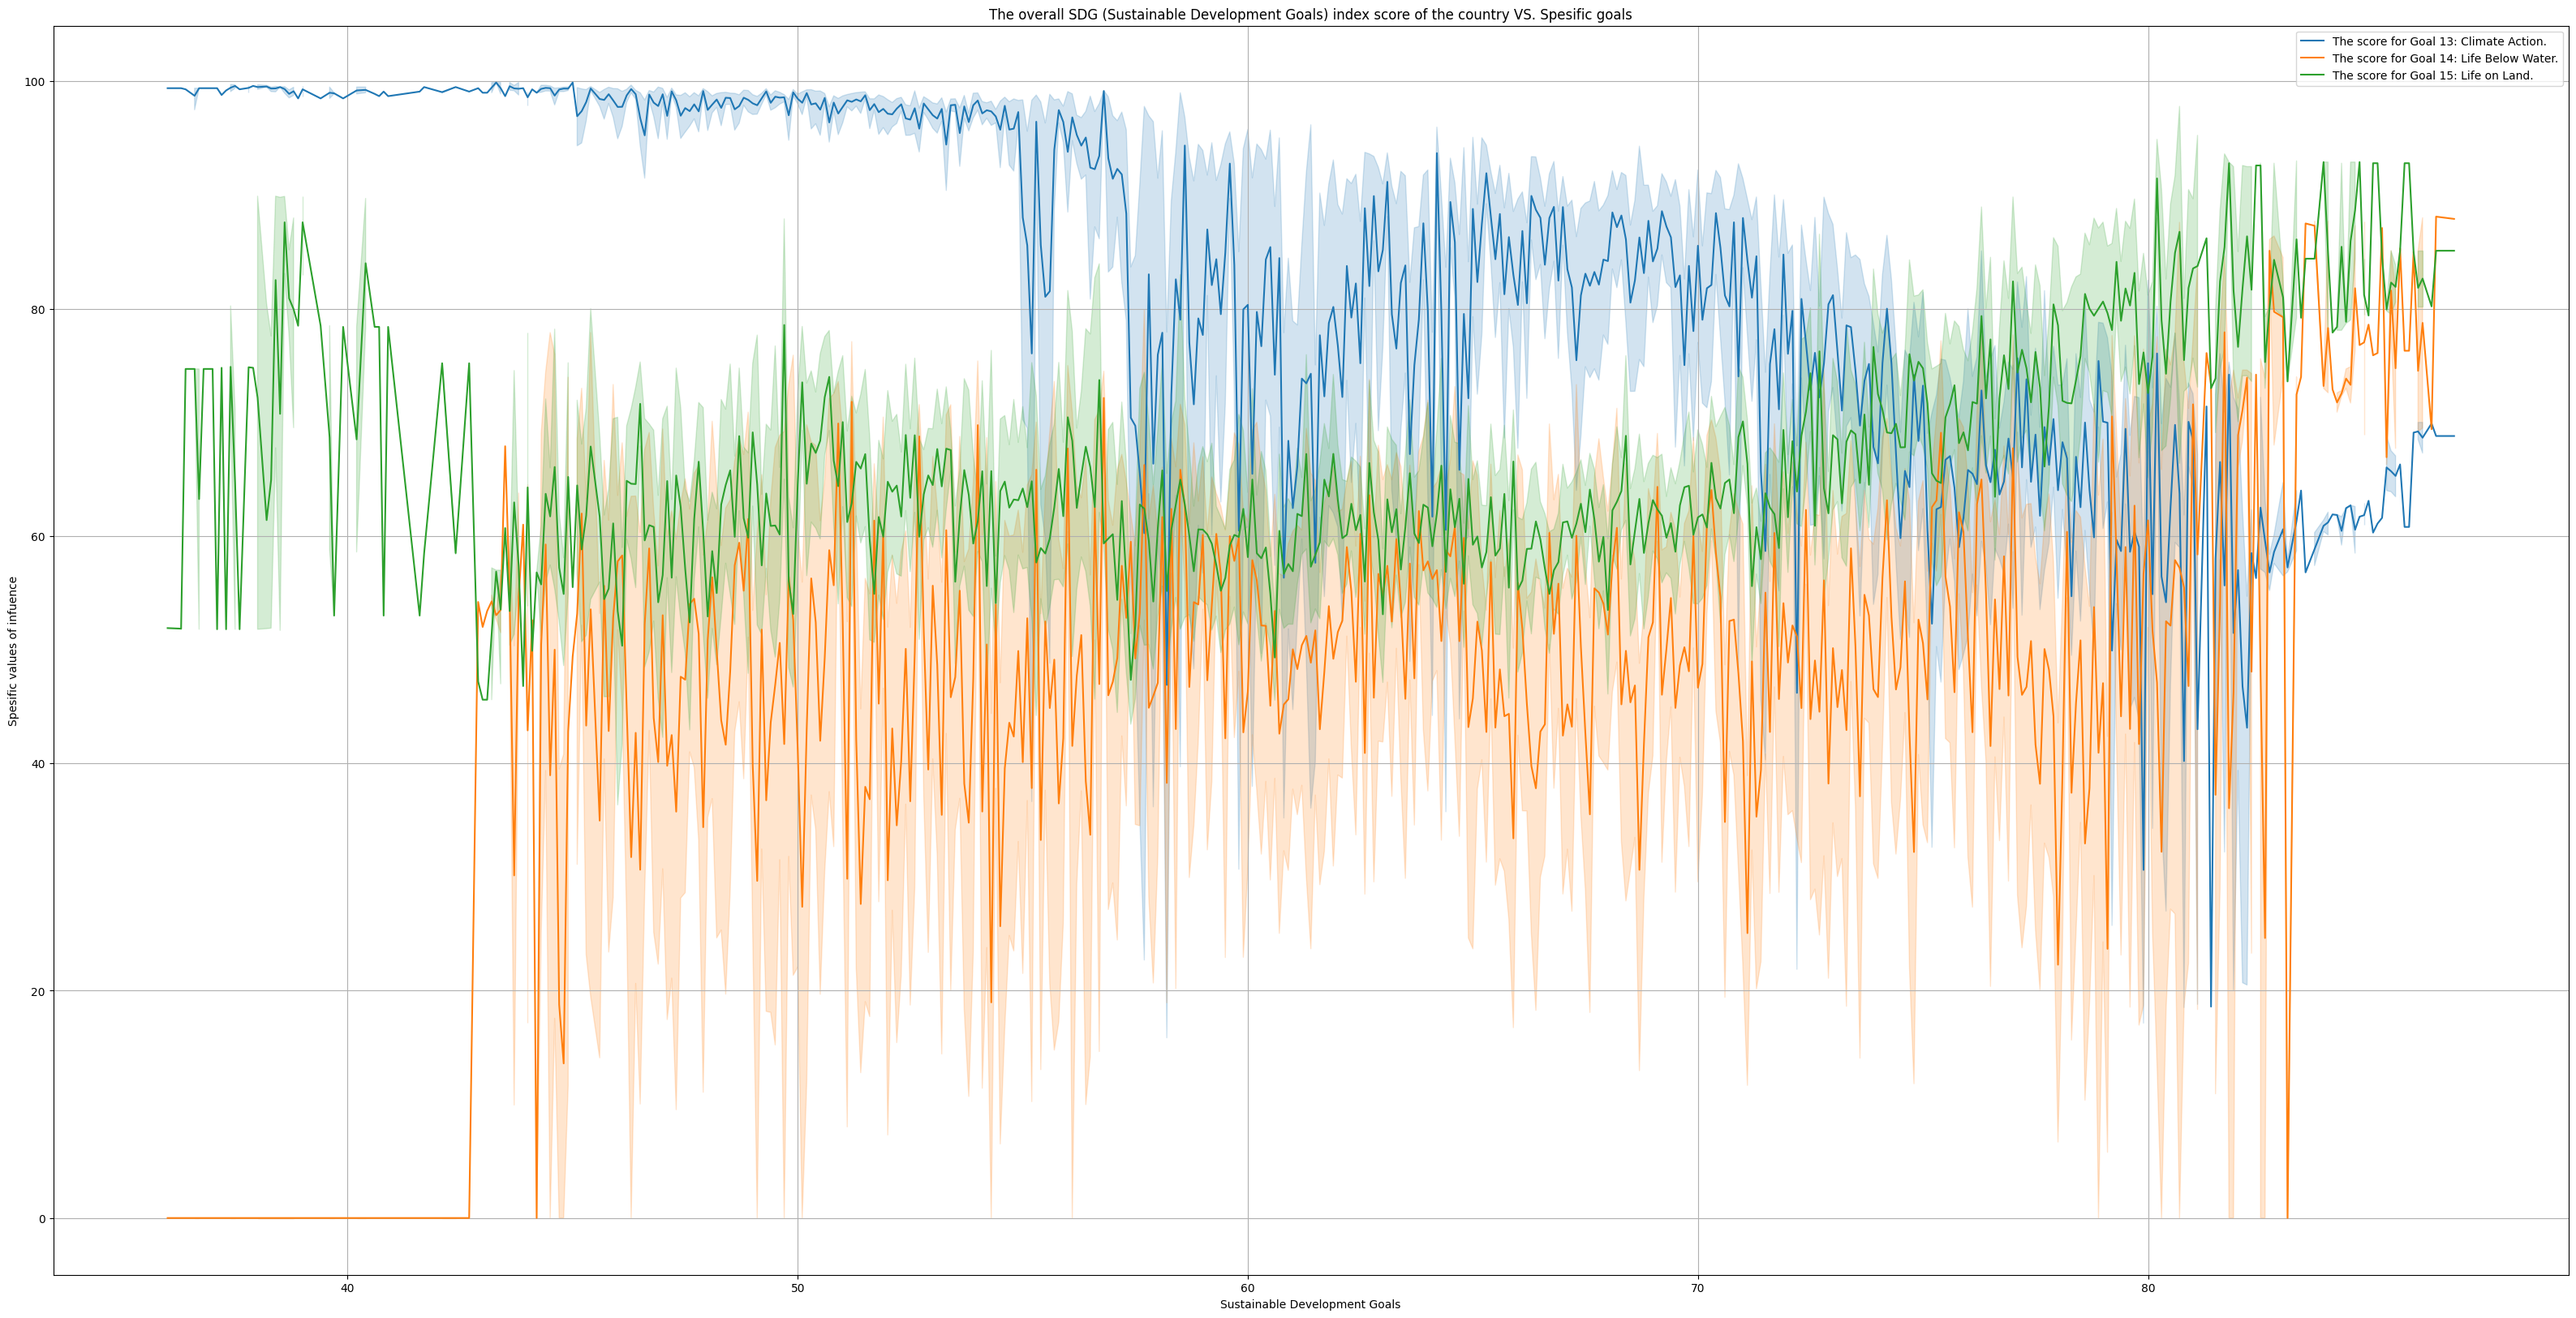 The overall SDG (Sustainable Development Goals) index score of the country VS. Spesific goals
The score for Goal 13: Climate Action.
The score for Goal 14: Life Below Water.
The score for Goal 15: Life on Land.
100
80
60
40
20
0
Spesific values of infuence
40 50 60 70 80
Sustainable Development Goals